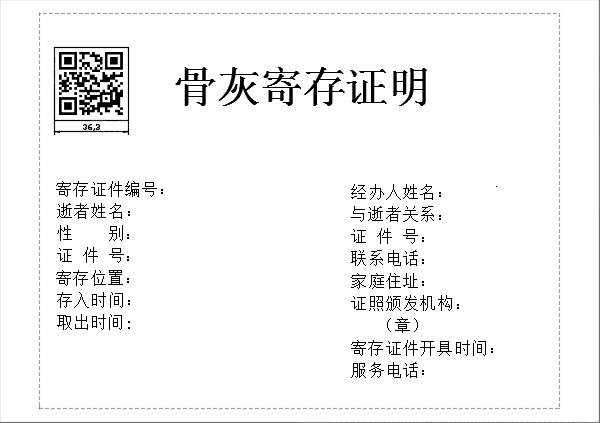 骨灰寄存证明
36,3
寄存证件编号：
逝者姓名：
性　　别：
证 件 号：
寄存位置：
存入时间：
取出时间：
经办人姓名：
与逝者关系：
证 件 号：
联系电话：
家庭住址：
证照颁发机构：
（章）
寄存证件开具时间：
服务电话：